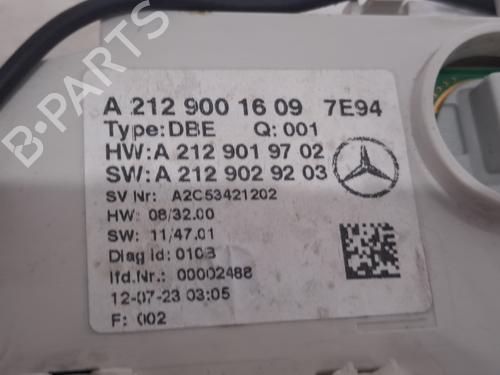 A 212 900 16 09 7E94
Type:DBE Q: 001
HW:A 212 901 97 02
SW:A 212 902 92 03
SV Nr: A2C53421202
HW: 08/32.00
SW: 11/47.01
Diag id: 010B
lfd.Nr.: 00002488
12-07-23 03:05
F: 002
B-PARTS